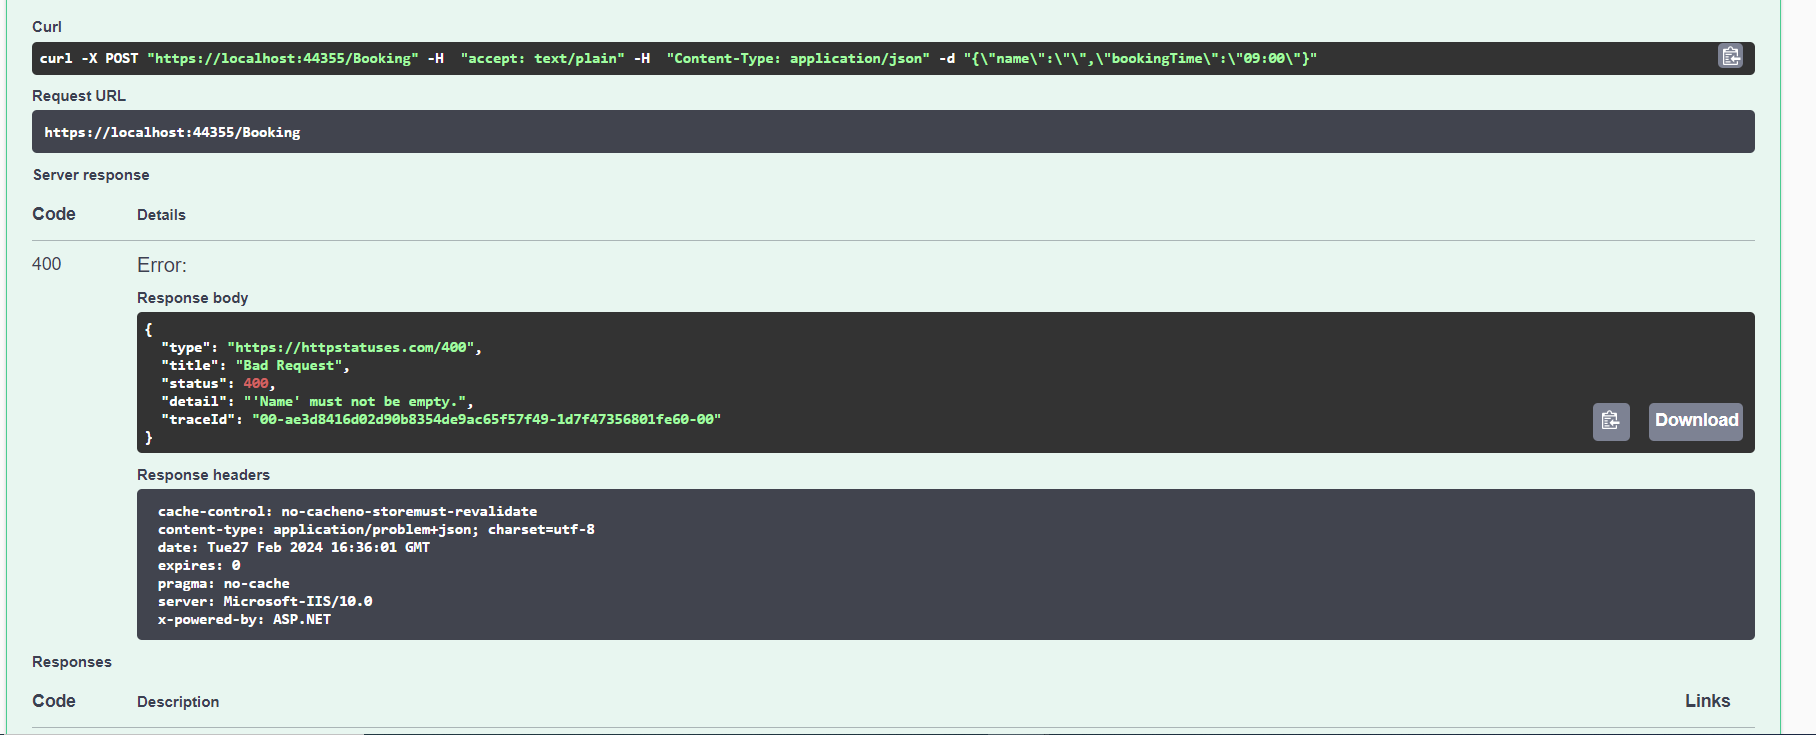 Curl
curl -X POST "https://localhost:44355/Booking" -H  "accept: text/plain" -H  "Content-Type: application/json" -d "{\"name\":\"\",\"bookingTime\":\"09:00\"}"
Request URL
https://localhost:44355/Booking
Server response
Code Details
400 Error:
Response body
{
  "type": "https://httpstatuses.com/400",
  "title": "Bad Request",
  "status": 400,
  "detail": "'Name' must not be empty.",
  "traceId": "00-ae3d8416d02d90b8354de9ac65f57f49-1d7f47356801fe60-00"
}
Download
Response headers
cache-control: no-cacheno-storemust-revalidate
content-type: application/problem+json; charset=utf-8
date: Tue27 Feb 2024 16:36:01 GMT
expires: 0
pragma: no-cache
server: Microsoft-IIS/10.0
x-powered-by: ASP.NET
Responses
Code Description Links